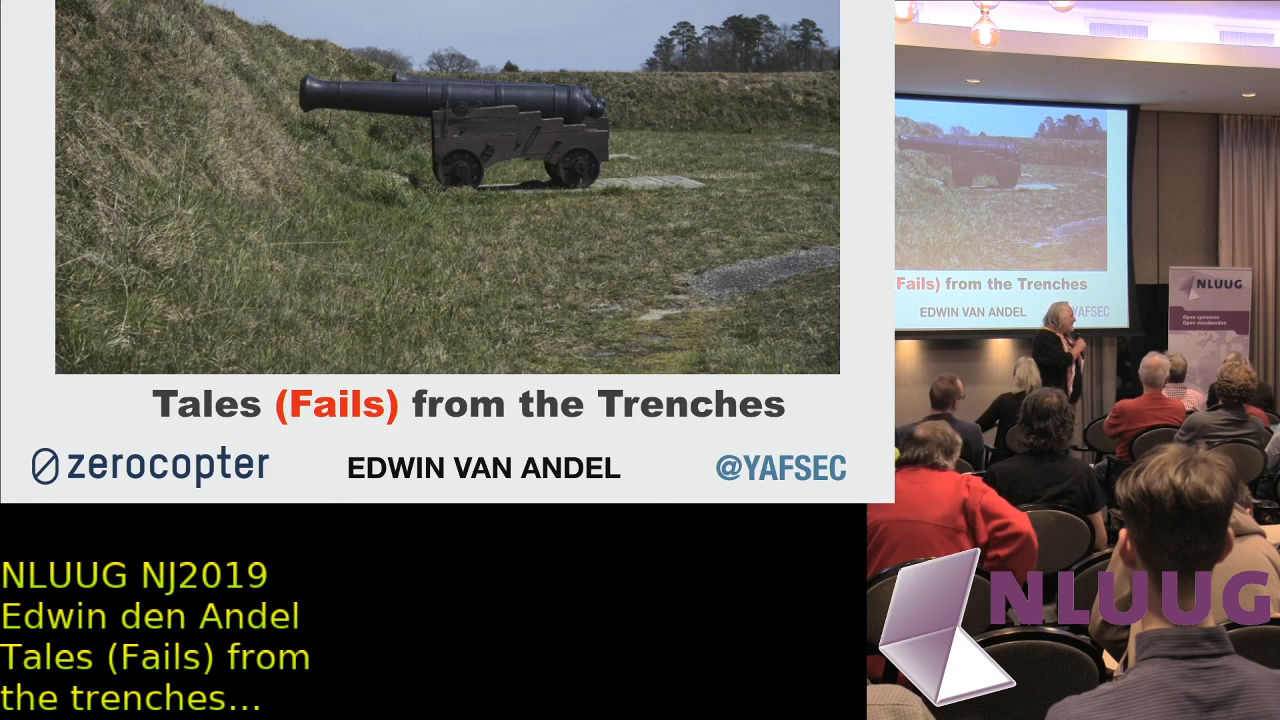 Tales (Fails) from the Trenches
zerocopter
EDWIN VAN ANDEL
@YAFSEC
NLUUG NJ2019
Edwin den Andel
Tales (Fails) from
the trenches...
Fails) from the Trenches
EDWIN VAN ANDEL
YAFSEC
NLUUG
Open systemen
Open standaarden
NLUUG